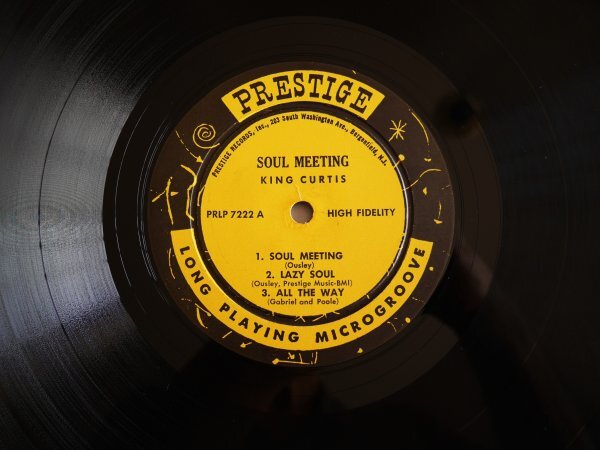 PRESTIGE
PRESTIGE RECORDS, Inc., 203 South Washington Ave., Bergenfield, N.J.
SOUL MEETING
KING CURTIS
PRLP 7222 A HIGH FIDELITY
1. SOUL MEETING
(Ousley)
2. LAZY SOUL
(Ousley, Prestige Music-BMI)
3. ALL THE WAY
(Gabriel and Poole)
LONG PLAYING MICROGROOVE